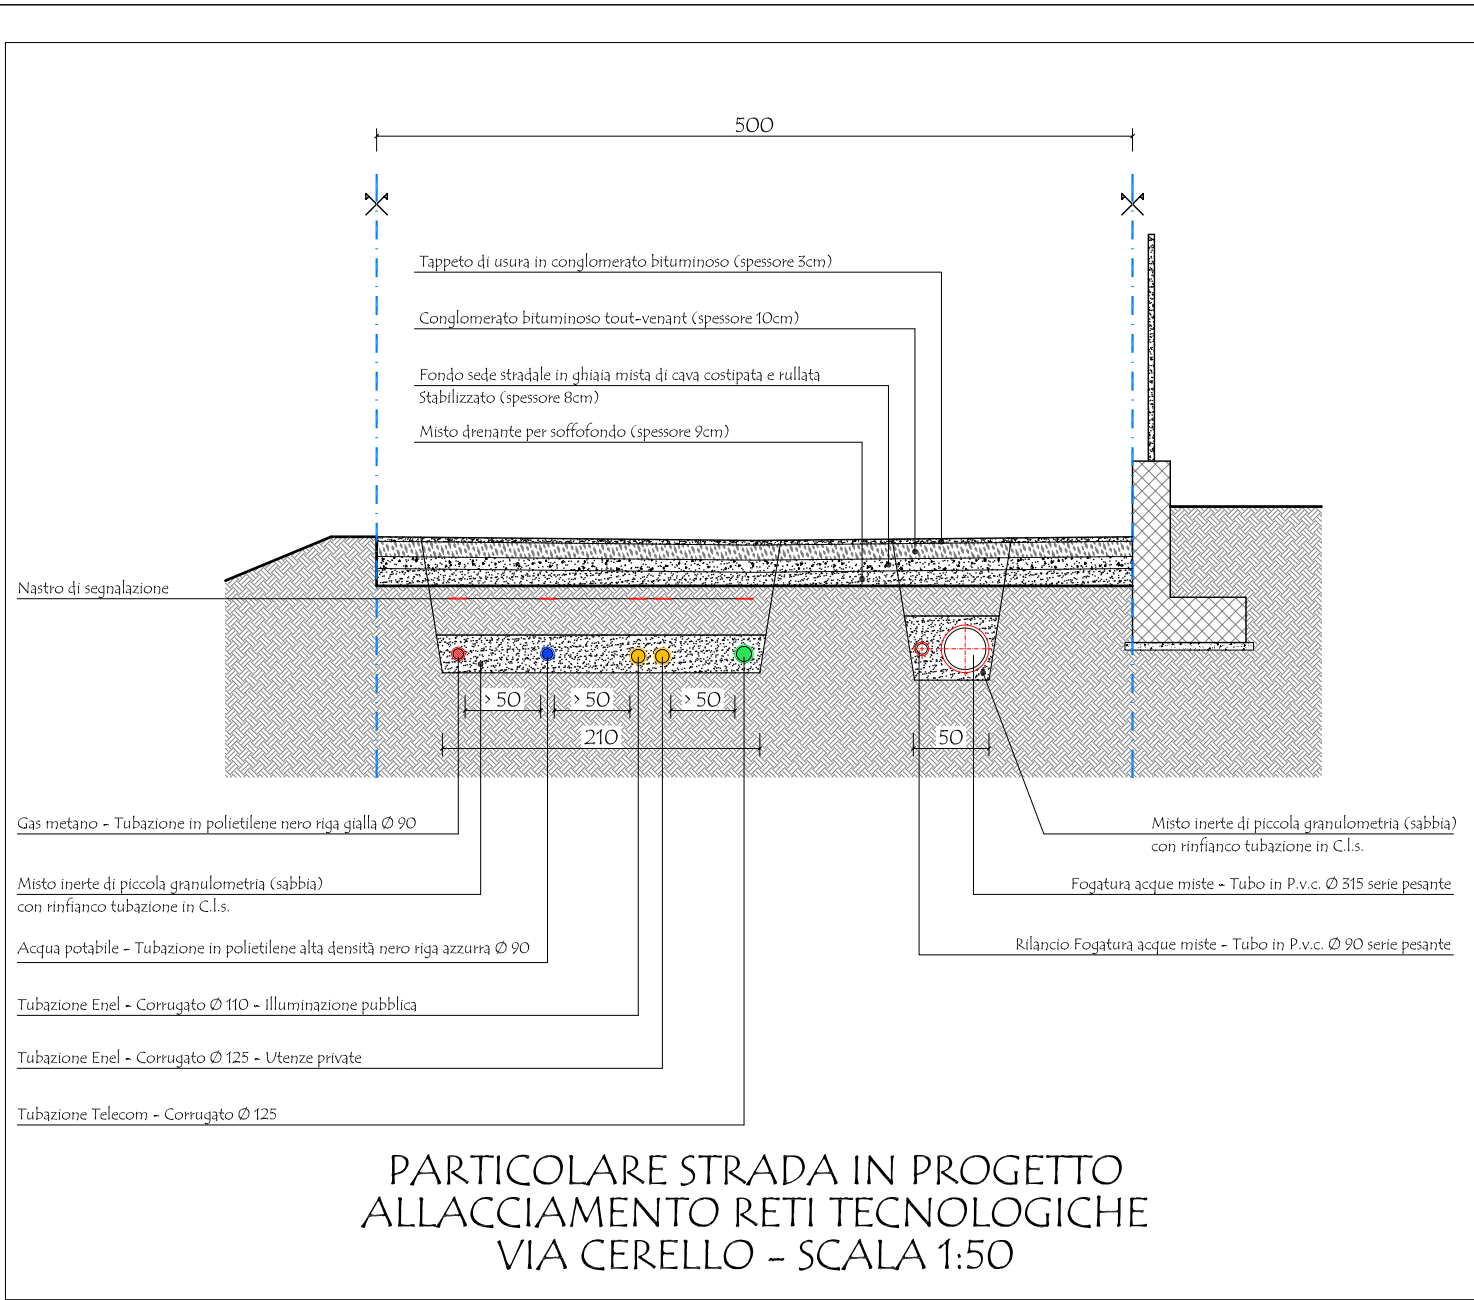 500
Tappeto di usura in conglomerato bituminoso (spessore 3cm)
Conglomerato bituminoso tout-venant (spessore 10cm)
Fondo sede stradale in ghiaia mista di cava costipata e rullata
Stabilizzato (spessore 8cm)
Misto drenante per soffofondo (spessore 9cm)
Nastro di segnalazione
> 50
> 50
> 50
210
50
Gas metano - Tubazione in polietilene nero riga gialla Ø 90
Misto inerte di piccola granulometria (sabbia)
con rinfianco tubazione in C.l.s.
Acqua potabile - Tubazione in polietilene alta densità nero riga azzurra Ø 90
Tubazione Enel - Corrugato Ø 110 - Illuminazione pubblica
Tubazione Enel - Corrugato Ø 125 - Utenze private
Tubazione Telecom - Corrugato Ø 125
Misto inerte di piccola granulometria (sabbia)
con rinfianco tubazione in C.l.s.
Fogatura acque miste - Tubo in P.v.c. Ø 315 serie pesante
Rilancio Fogatura acque miste - Tubo in P.v.c. Ø 90 serie pesante
PARTICOLARE STRADA IN PROGETTO
ALLACCIAMENTO RETI TECNOLOGICHE
VIA CERELLO - SCALA 1:50